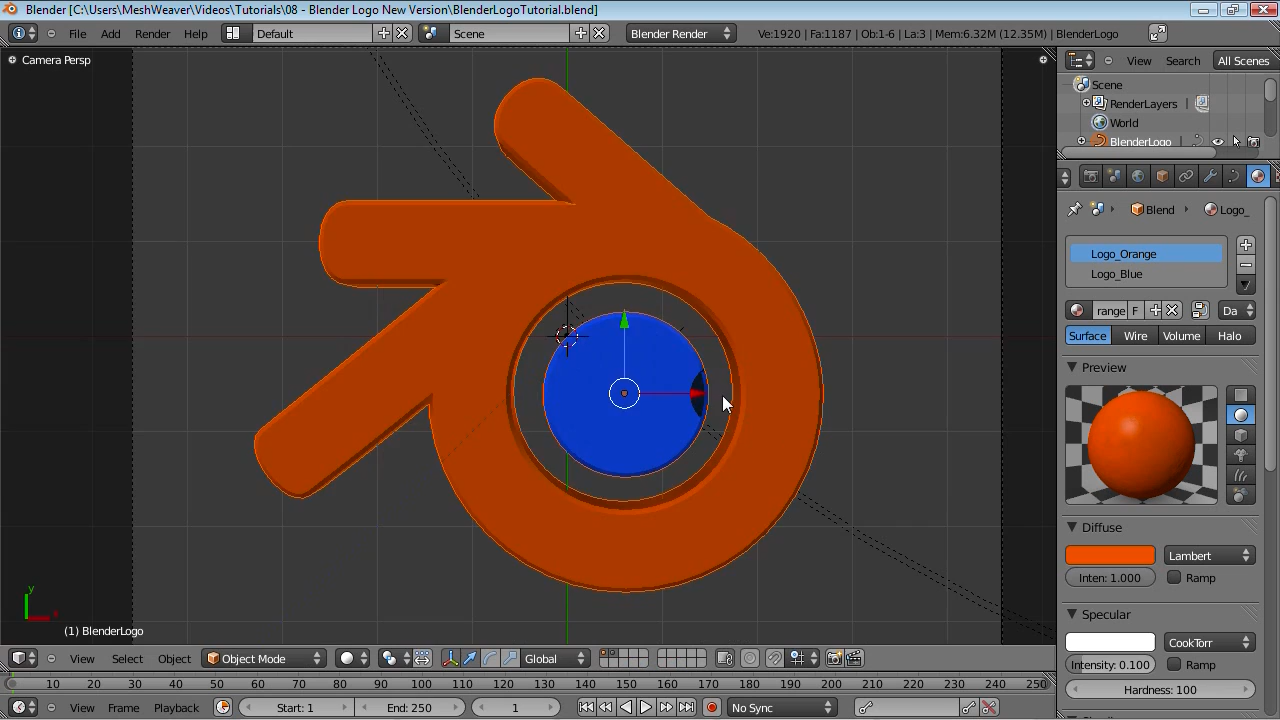 Blender [C:\Users\MeshWeaver\Videos\Tutorials\08 - Blender Logo New Version\BlenderLogoTutorial.blend]
File Add Render Help Default Scene Blender Render Ve:1920 | Fa:1187 | Ob:1-6 | La:3 | Mem:6.32M (12.35M) | BlenderLogo
Camera Persp
View Search All Scenes
Scene
RenderLayers
World
BlenderLogo
Blend Logo_
Logo_Orange
Logo_Blue
range F Da
Surface Wire Volume Halo
Preview
Diffuse
Lambert
Inten: 1.000 Ramp
Specular
CookTorr
Intensity: 0.100 Ramp
Hardness: 100
y
x
(1) BlenderLogo
View Select Object Object Mode Global
0 10 20 30 40 50 60 70 80 90 100 110 120 130 140 150 160 170 180 190 200 210 220 230 240 250
View Frame Playback Start: 1 End: 250 1 No Sync